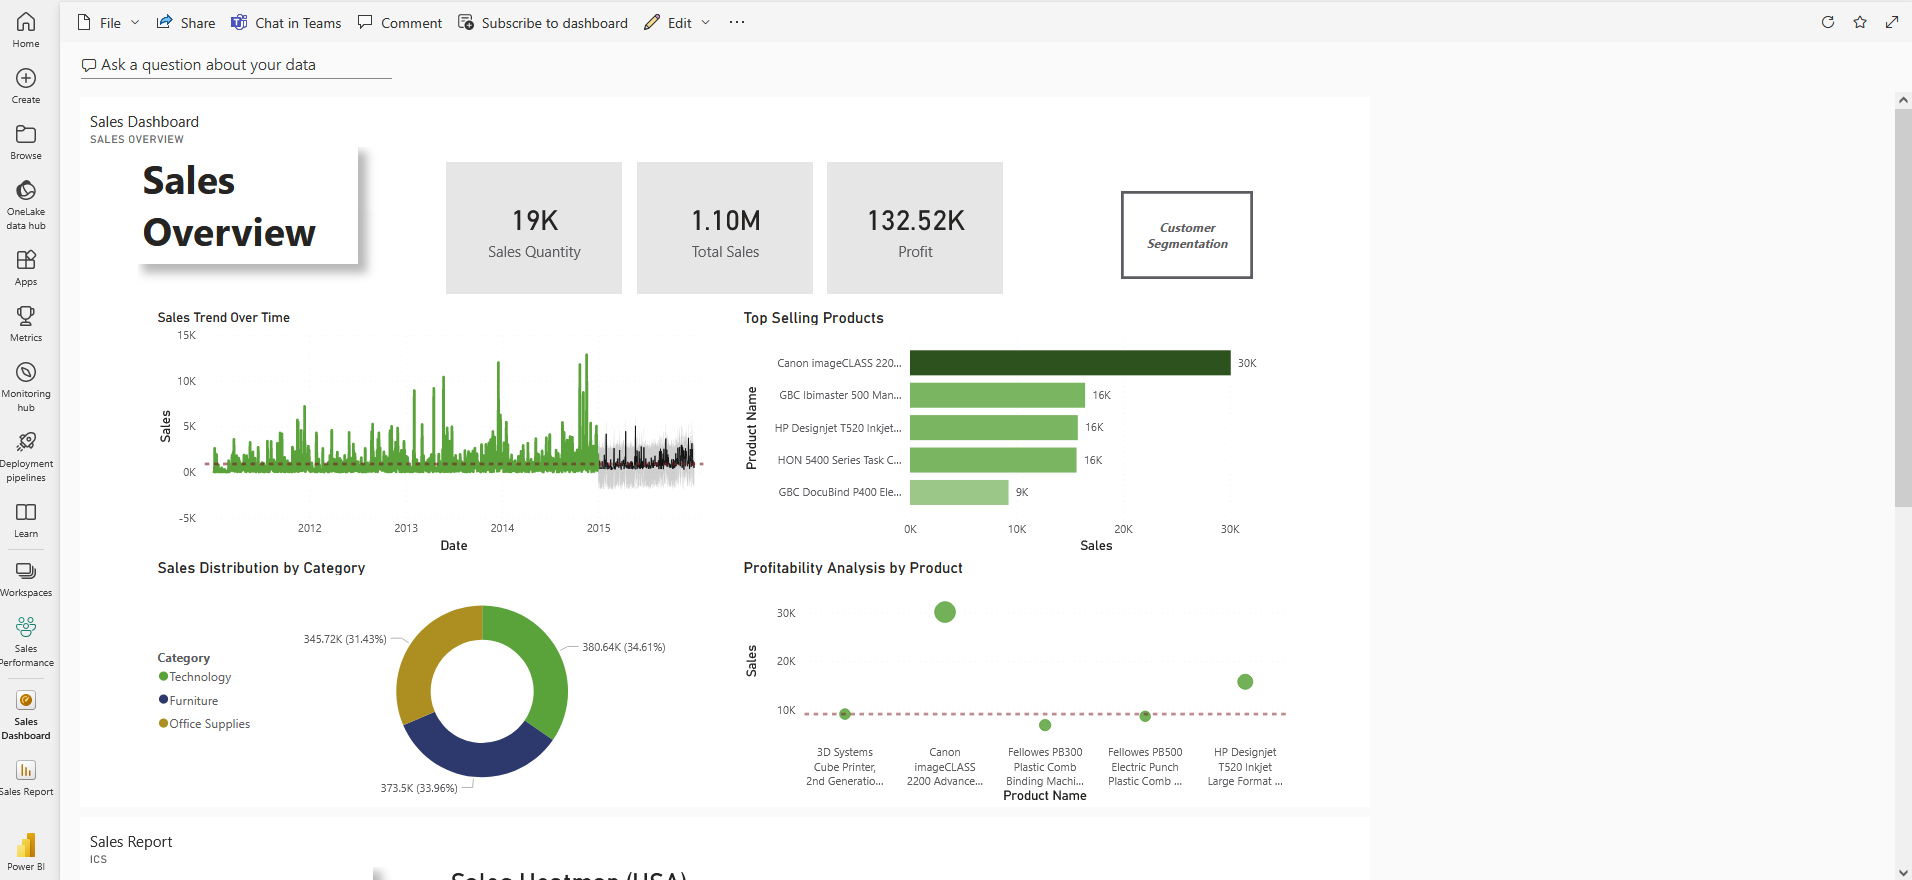 File
Share
Chat in Teams
Comment
Subscribe to dashboard
Edit
Home
Create
Browse
OneLake
data hub
Apps
Metrics
Monitoring
hub
Deployment
pipelines
Learn
Workspaces
Sales
Performance
Sales
Dashboard
Sales Report
Power BI
Ask a question about your data
Sales Dashboard
SALES OVERVIEW
Sales
Overview
19K
Sales Quantity
1.10M
Total Sales
132.52K
Profit
Customer
Segmentation
Sales Trend Over Time
Sales
15K
10K
5K
0K
-5K
2012
2013
2014
2015
Date
Top Selling Products
Product Name
Canon imageCLASS 220...
30K
GBC Ibimaster 500 Man...
16K
HP Designjet T520 Inkjet...
16K
HON 5400 Series Task C...
16K
GBC DocuBind P400 Ele...
9K
0K
10K
20K
30K
Sales
Sales Distribution by Category
Category
Technology
Furniture
Office Supplies
345.72K (31.43%)
380.64K (34.61%)
373.5K (33.96%)
Profitability Analysis by Product
Sales
30K
20K
10K
3D Systems
Cube Printer,
2nd Generatio...
Canon
imageCLASS
2200 Advance...
Fellowes PB300
Plastic Comb
Binding Machi...
Fellowes PB500
Electric Punch
Plastic Comb ...
HP Designjet
T520 Inkjet
Large Format ...
Product Name
Sales Report
ICS
Sales Heatmap (USA)